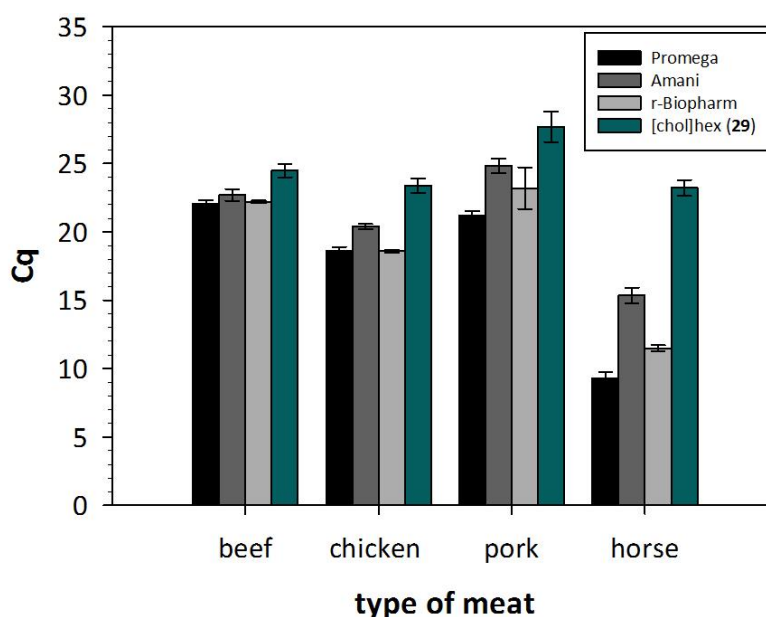 35
30
25
20
15
10
5
0
Cq
Promega
Amani
r-Biopharm
[chol]hex (29)
beef chicken pork horse
type of meat